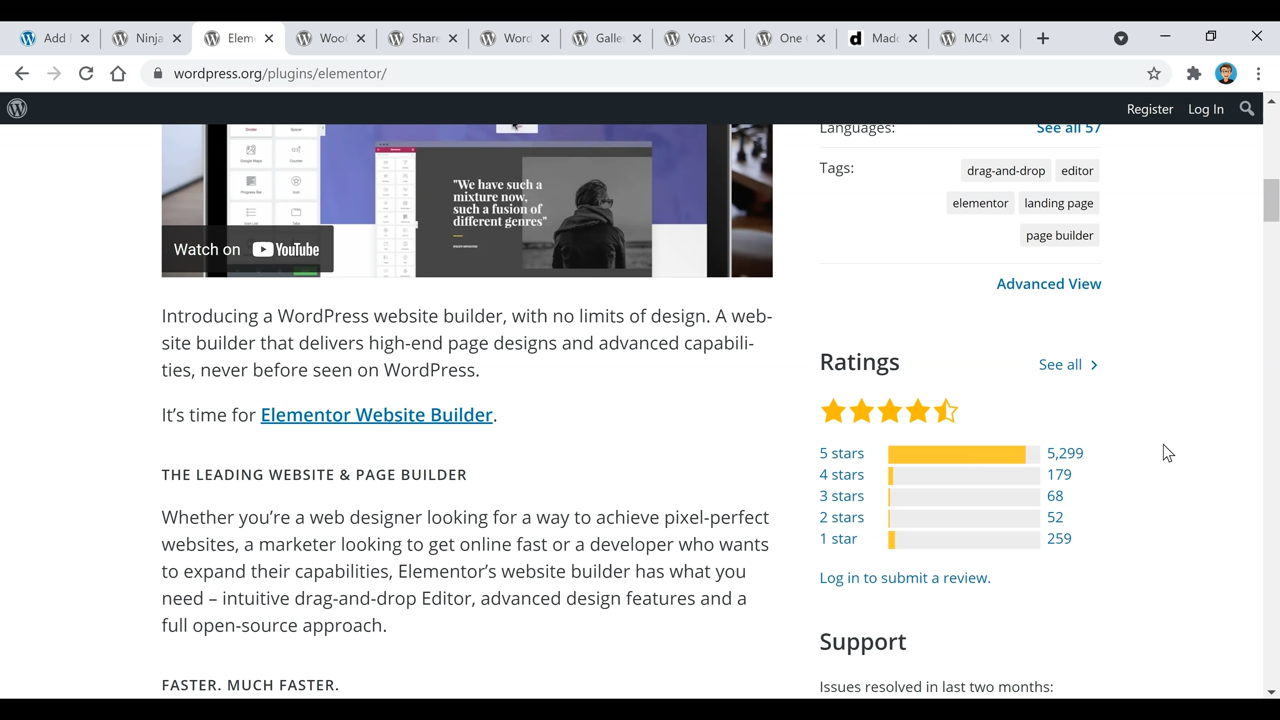 Add
Ninja
Elem
Woo
Share
Word
Galle
Yoast
One
Mad
MC4
wordpress.org/plugins/elementor/
Register
Log In
Divider
Spacer
Google Maps
Counter
Progress Bar
Icon
"We have such a
mixture now,
such a fusion of
different genres"
Watch on YouTube
Languages:
See all 57
Tags:
drag-and-drop
editor
elementor
landing page
page builder
Advanced View
Introducing a WordPress website builder, with no limits of design. A web-
site builder that delivers high-end page designs and advanced capabili-
ties, never before seen on WordPress.
It’s time for Elementor Website Builder.
THE LEADING WEBSITE & PAGE BUILDER
Whether you’re a web designer looking for a way to achieve pixel-perfect
websites, a marketer looking to get online fast or a developer who wants
to expand their capabilities, Elementor’s website builder has what you
need – intuitive drag-and-drop Editor, advanced design features and a
full open-source approach.
FASTER. MUCH FASTER.
Ratings
See all
5 stars 5,299
4 stars 179
3 stars 68
2 stars 52
1 star 259
Log in to submit a review.
Support
Issues resolved in last two months: